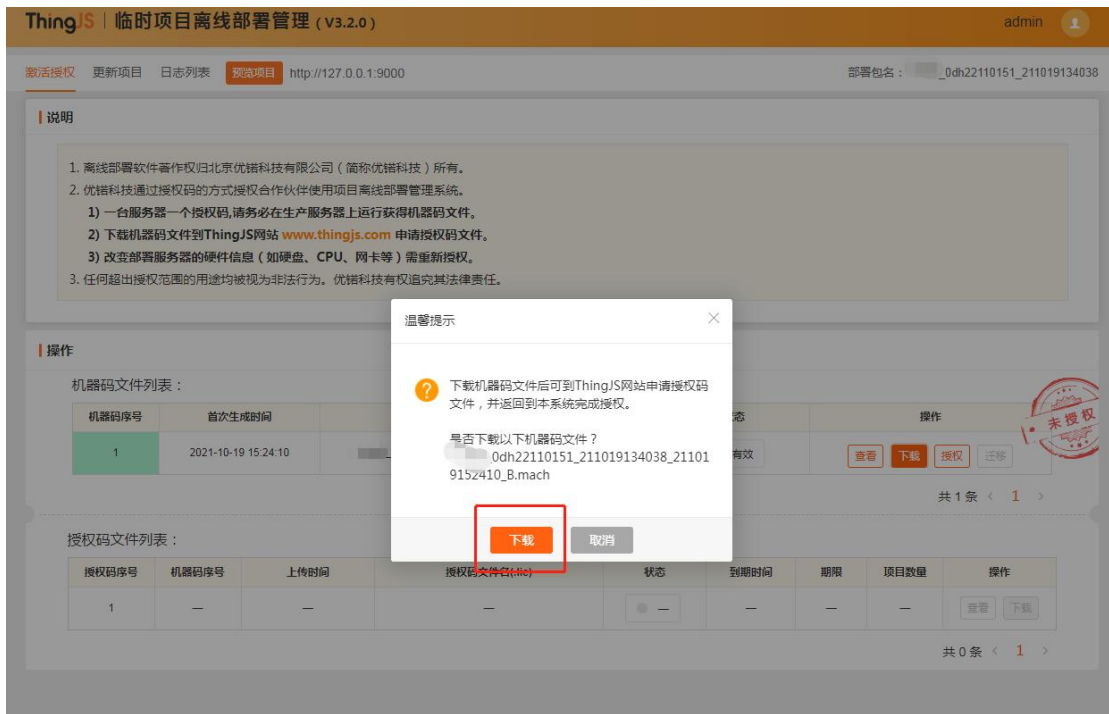 ThingJS | 临时项目离线部署管理（V3.2.0）
admin
激活授权 更新项目 日志列表 预览项目 http://127.0.0.1:9000
部署包名： _0dh22110151_211019134038
说明
1. 离线部署软件著作权归北京优锘科技有限公司（简称优锘科技）所有。
2. 优锘科技通过授权码的方式授权合作伙伴使用项目离线部署管理系统。
1) 一台服务器一个授权码,请务必在生产服务器上运行获得机器码文件。
2) 下载机器码文件到ThingJS网站 www.thingjs.com 申请授权码文件。
3) 改变部署服务器的硬件信息（如硬盘、CPU、网卡等）需重新授权。
3. 任何超出授权范围的用途均被视为非法行为。优锘科技有权追究其法律责任。
温馨提示
下载机器码文件后可到ThingJS网站申请授权码
文件，并返回到本系统完成授权。
是否下载以下机器码文件？
_0dh22110151_211019134038_21101
9152410_B.mach
下载 取消
操作
机器码文件列表：
机器码序号 首次生成时间 态 操作
1 2021-10-19 15:24:10 有效 查看 下载 授权 迁移
未授权
共 1 条 < 1 >
授权码文件列表：
授权码序号 机器码序号 上传时间 授权码文件名(.lic) 状态 到期时间 期限 项目数量 操作
1 — — — — — — — 查看 下载
共 0 条 < 1 >